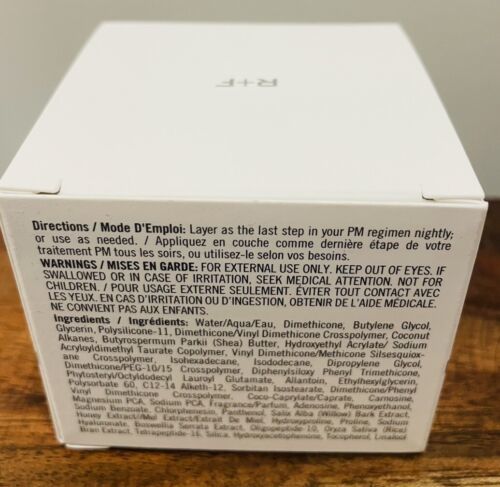 R+F
Directions / Mode D'Emploi: Layer as the last step in your PM regimen nightly;
or use as needed. / Appliquez en couche comme dernière étape de votre
traitement PM tous les soirs, ou utilisez-le selon vos besoins.
WARNINGS / MISES EN GARDE: FOR EXTERNAL USE ONLY. KEEP OUT OF EYES. IF
SWALLOWED OR IN CASE OF IRRITATION, SEEK MEDICAL ATTENTION. NOT FOR
CHILDREN. / POUR USAGE EXTERNE SEULEMENT. ÉVITER TOUT CONTACT AVEC
LES YEUX. EN CAS D'IRRITATION OU D'INGESTION, OBTENIR DE L'AIDE MÉDICALE.
NE CONVIENT PAS AUX ENFANTS.
Ingredients / Ingrédients: Water/Aqua/Eau, Dimethicone, Butylene Glycol,
Glycerin, Polysilicone-11, Dimethicone/Vinyl Dimethicone Crosspolymer, Coconut
Alkanes, Butyrospermum Parkii (Shea) Butter, Hydroxyethyl Acrylate/ Sodium
Acryloyldimethyl Taurate Copolymer, Vinyl Dimethicone/Methicone Silsesquiox-
ane Crosspolymer, Isohexadecane, Isododecane, Dipropylene Glycol,
Dimethicone/PEG-10/15 Crosspolymer, Diphenylsiloxy Phenyl Trimethicone,
Phytosteryl/Octyldodecyl Lauroyl Glutamate, Allantoin, Ethylhexylglycerin,
Polysorbate 60, C12-14 Alketh-12, Sorbitan Isostearate, Dimethicone/Phenyl
Vinyl Dimethicone Crosspolymer, Coco-Caprylate/Caprate, Carnosine,
Magnesium PCA, Sodium PCA, Fragrance/Parfum, Adenosine, Phenoxyethanol,
Sodium Benzoate, Chlorphenesin, Panthenol, Salix Alba (Willow) Bark Extract,
Honey Extract/Mel Extract/Extrait De Miel, Hydroxyproline, Proline, Sodium
Hyaluronate, Boswellia Serrata Extract, Oligopeptide-10, Oryza Sativa (Rice)
Bran Extract, Tetrapeptide-16, Silica, Hydroxyacetophenone, Tocopherol, Linalool